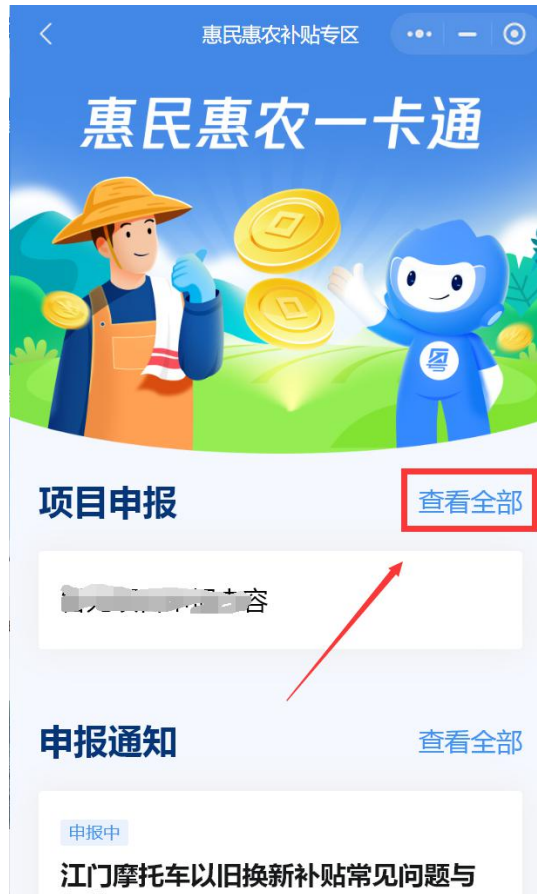 惠民惠农补贴专区
惠民惠农一卡通
粤
项目申报
查看全部
容
申报通知
查看全部
申报中
江门摩托车以旧换新补贴常见问题与